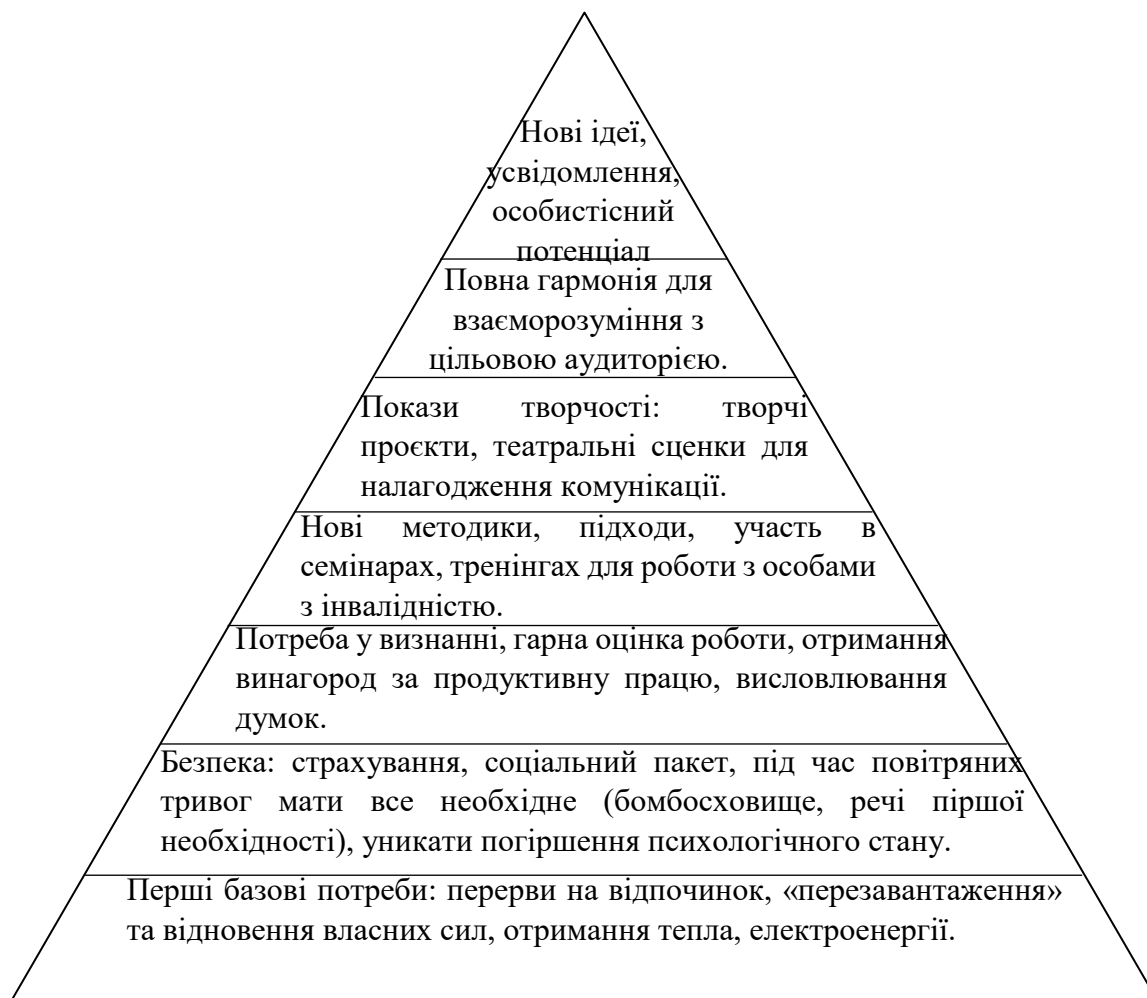 Нові ідеї,
усвідомлення,
особистісний
потенціал
Повна гармонія для
взаєморозуміння з
цільовою аудиторією.
Покази творчості: творчі
проєкти, театральні сценки для
налагодження комунікації.
Нові методики, підходи, участь в
семінарах, тренінгах для роботи з особами
з інвалідністю.
Потреба у визнанні, гарна оцінка роботи, отримання
винагород за продуктивну працю, висловлювання
думок.
Безпека: страхування, соціальний пакет, під час повітряних
тривог мати все необхідне (бомбосховище, речі піршої
необхідності), уникати погіршення психологічного стану.
Перші базові потреби: перерви на відпочинок, «перезавантаження»
та відновення власних сил, отримання тепла, електроенергії.